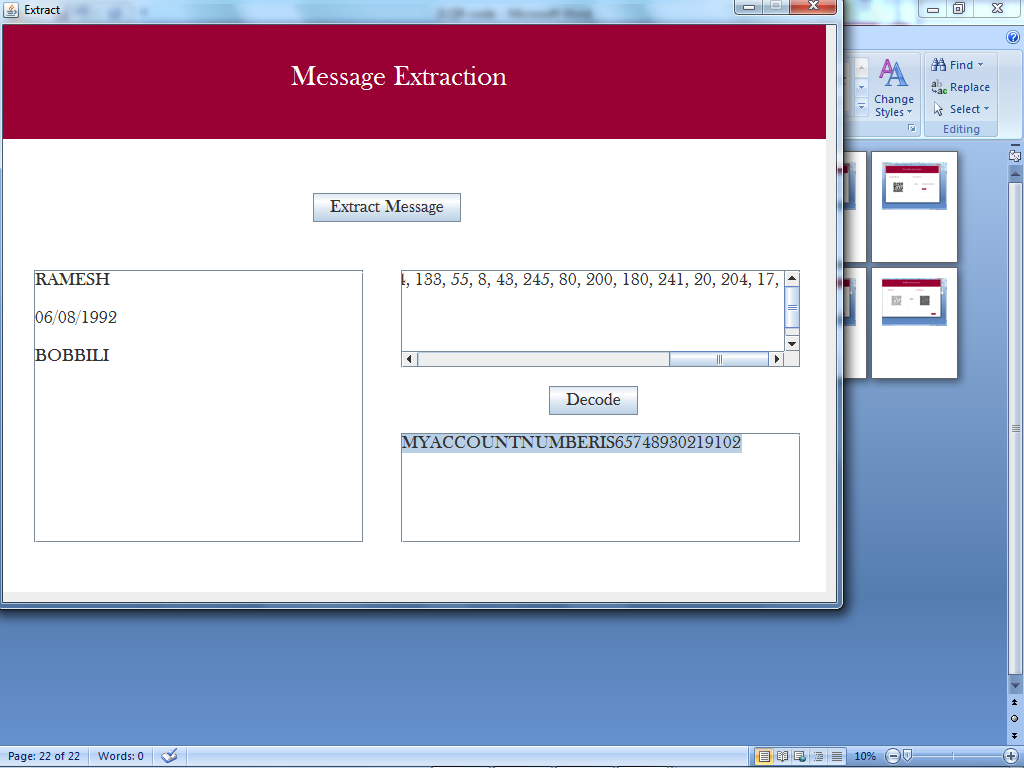 Extract
Message Extraction
Extract Message
RAMESH
06/08/1992
BOBBILI
, 133, 55, 8, 43, 245, 80, 200, 180, 241, 20, 204, 17,
Decode
MYACCOUNTNUMBERIS65748930219102
Find
Replace
Select
Change
Styles
Editing
Page: 22 of 22
Words: 0
10%